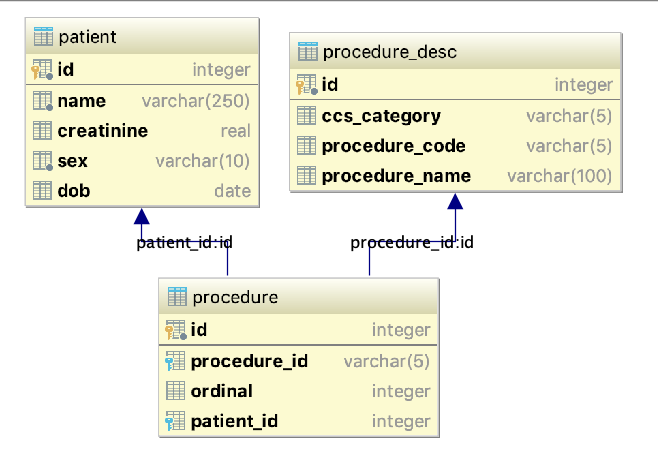 patient
id integer
name varchar(250)
creatinine real
sex varchar(10)
dob date
procedure_desc
id integer
ccs_category varchar(5)
procedure_code varchar(5)
procedure_name varchar(100)
patient_id:id
procedure_id:id
procedure
id integer
procedure_id varchar(5)
ordinal integer
patient_id integer